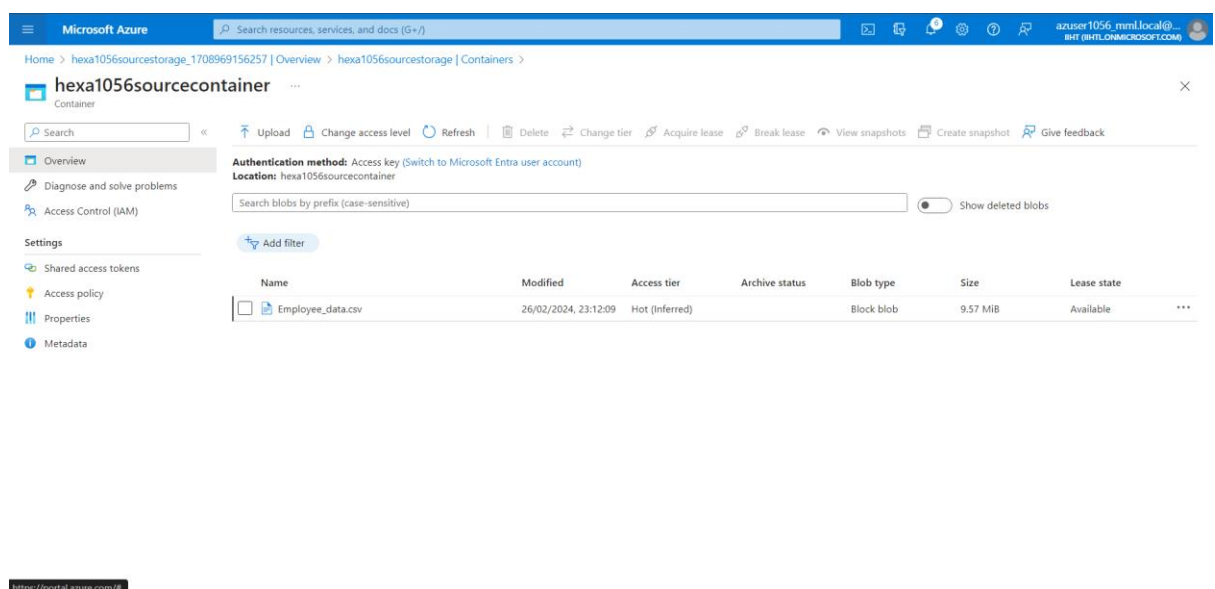 Microsoft Azure
Search resources, services, and docs (G+/)
6
azuser1056_mml.local@...
IIHT (IIHTL.ONMICROSOFT.COM)
Home > hexa1056sourcestorage_1708969156257 | Overview > hexa1056sourcestorage | Containers >
hexa1056sourcecontainer ...
Container
Search
Upload Change access level Refresh Delete Change tier Acquire lease Break lease View snapshots Create snapshot Give feedback
Overview
Diagnose and solve problems
Access Control (IAM)
Settings
Shared access tokens
Access policy
Properties
Metadata
Authentication method: Access key (Switch to Microsoft Entra user account)
Location: hexa1056sourcecontainer
Search blobs by prefix (case-sensitive)
Show deleted blobs
Add filter
Name Modified Access tier Archive status Blob type Size Lease state
Employee_data.csv 26/02/2024, 23:12:09 Hot (Inferred) Block blob 9.57 MiB Available ...
https://portal.azure.com/#